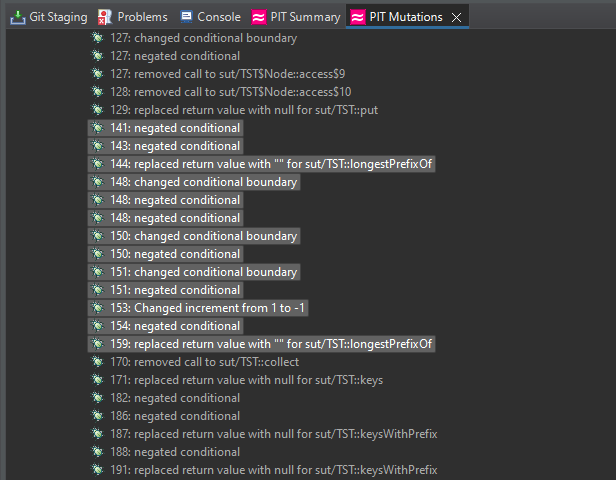 Git Staging Problems Console PIT Summary PIT Mutations
127: changed conditional boundary
127: negated conditional
127: removed call to sut/TST$Node::access$9
128: removed call to sut/TST$Node::access$10
129: replaced return value with null for sut/TST::put
141: negated conditional
143: negated conditional
144: replaced return value with "" for sut/TST::longestPrefixOf
148: changed conditional boundary
148: negated conditional
148: negated conditional
150: changed conditional boundary
150: negated conditional
151: changed conditional boundary
151: negated conditional
153: Changed increment from 1 to -1
154: negated conditional
159: replaced return value with "" for sut/TST::longestPrefixOf
170: removed call to sut/TST::collect
171: replaced return value with null for sut/TST::keys
182: negated conditional
186: negated conditional
187: replaced return value with null for sut/TST::keysWithPrefix
188: negated conditional
191: replaced return value with null for sut/TST::keysWithPrefix